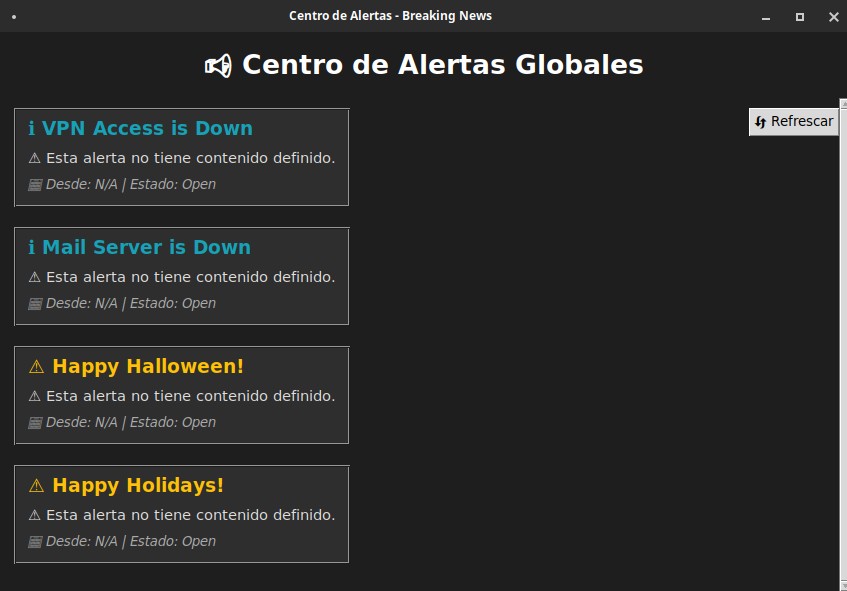 Centro de Alertas - Breaking News
Centro de Alertas Globales
Refrescar
ℹ VPN Access is Down
⚠ Esta alerta no tiene contenido definido.
Desde: N/A | Estado: Open
ℹ Mail Server is Down
⚠ Esta alerta no tiene contenido definido.
Desde: N/A | Estado: Open
⚠ Happy Halloween!
⚠ Esta alerta no tiene contenido definido.
Desde: N/A | Estado: Open
⚠ Happy Holidays!
⚠ Esta alerta no tiene contenido definido.
Desde: N/A | Estado: Open